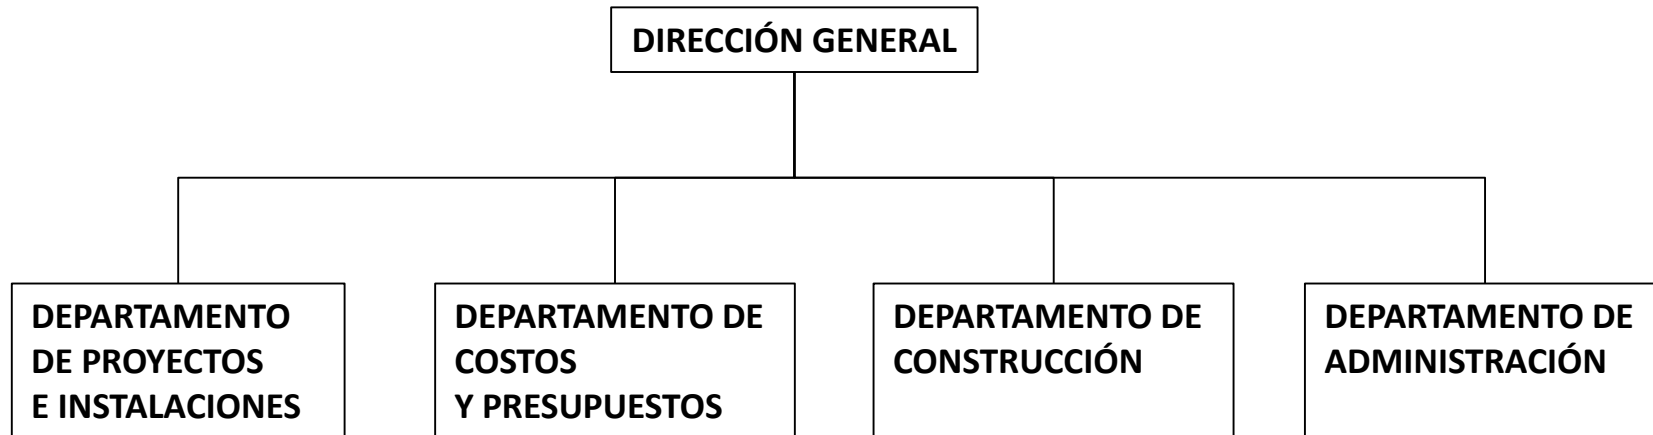 DIRECCIÓN GENERAL
DEPARTAMENTO
DE PROYECTOS
E INSTALACIONES
DEPARTAMENTO DE
COSTOS
Y PRESUPUESTOS
DEPARTAMENTO DE
CONSTRUCCIÓN
DEPARTAMENTO DE
ADMINISTRACIÓN